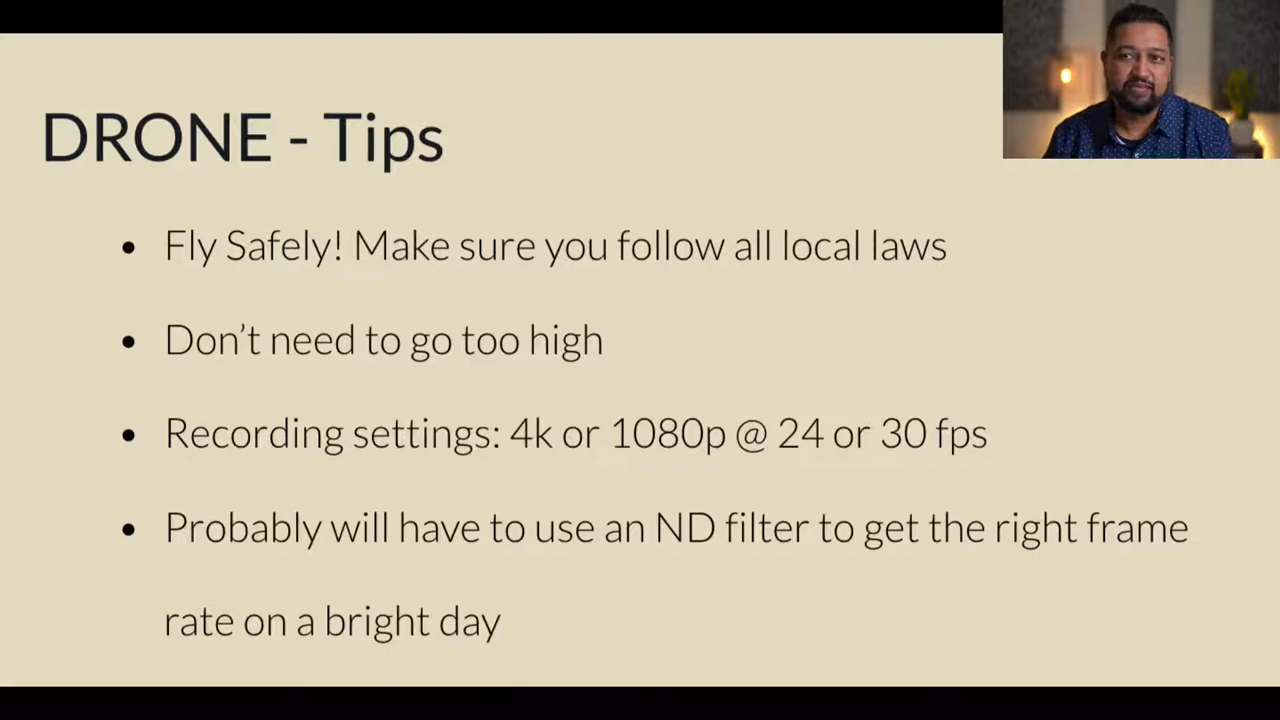 DRONE - Tips
• Fly Safely! Make sure you follow all local laws
• Don’t need to go too high
• Recording settings: 4k or 1080p @ 24 or 30 fps
• Probably will have to use an ND filter to get the right frame
rate on a bright day